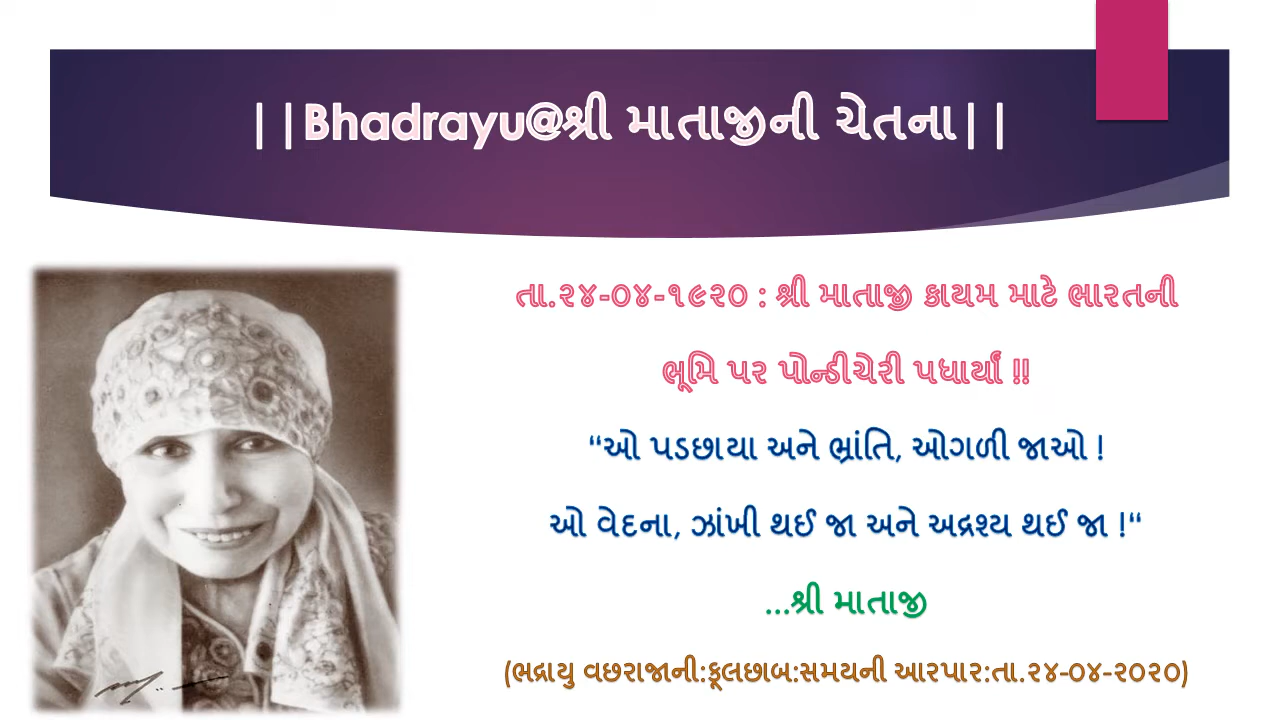 ||Bhadrayu@શ્રી માતાજીની ચેતના||
તા.૨૪-૦૪-૧૯૨૦ : શ્રી માતાજી કાયમ માટે ભારતની
ભૂમિ પર પોન્ડીચેરી પધાર્યાં !!
“ઓ પડછાયા અને ભ્રાંતિ, ઓગળી જાઓ !
ઓ વેદના, ઝાંખી થઈ જા અને અદ્રશ્ય થઈ જા !“
...શ્રી માતાજી
(ભદ્રાયુ વછરાજાની:ફૂલછાબ:સમયની આરપાર:તા.૨૪-૦૪-૨૦૨૦)